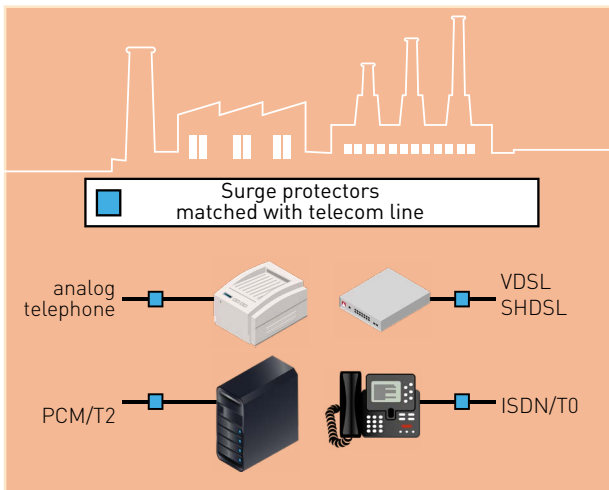 Surge protectors
matched with telecom line
analog
telephone
VDSL
SHDSL
PCM/T2
ISDN/T0